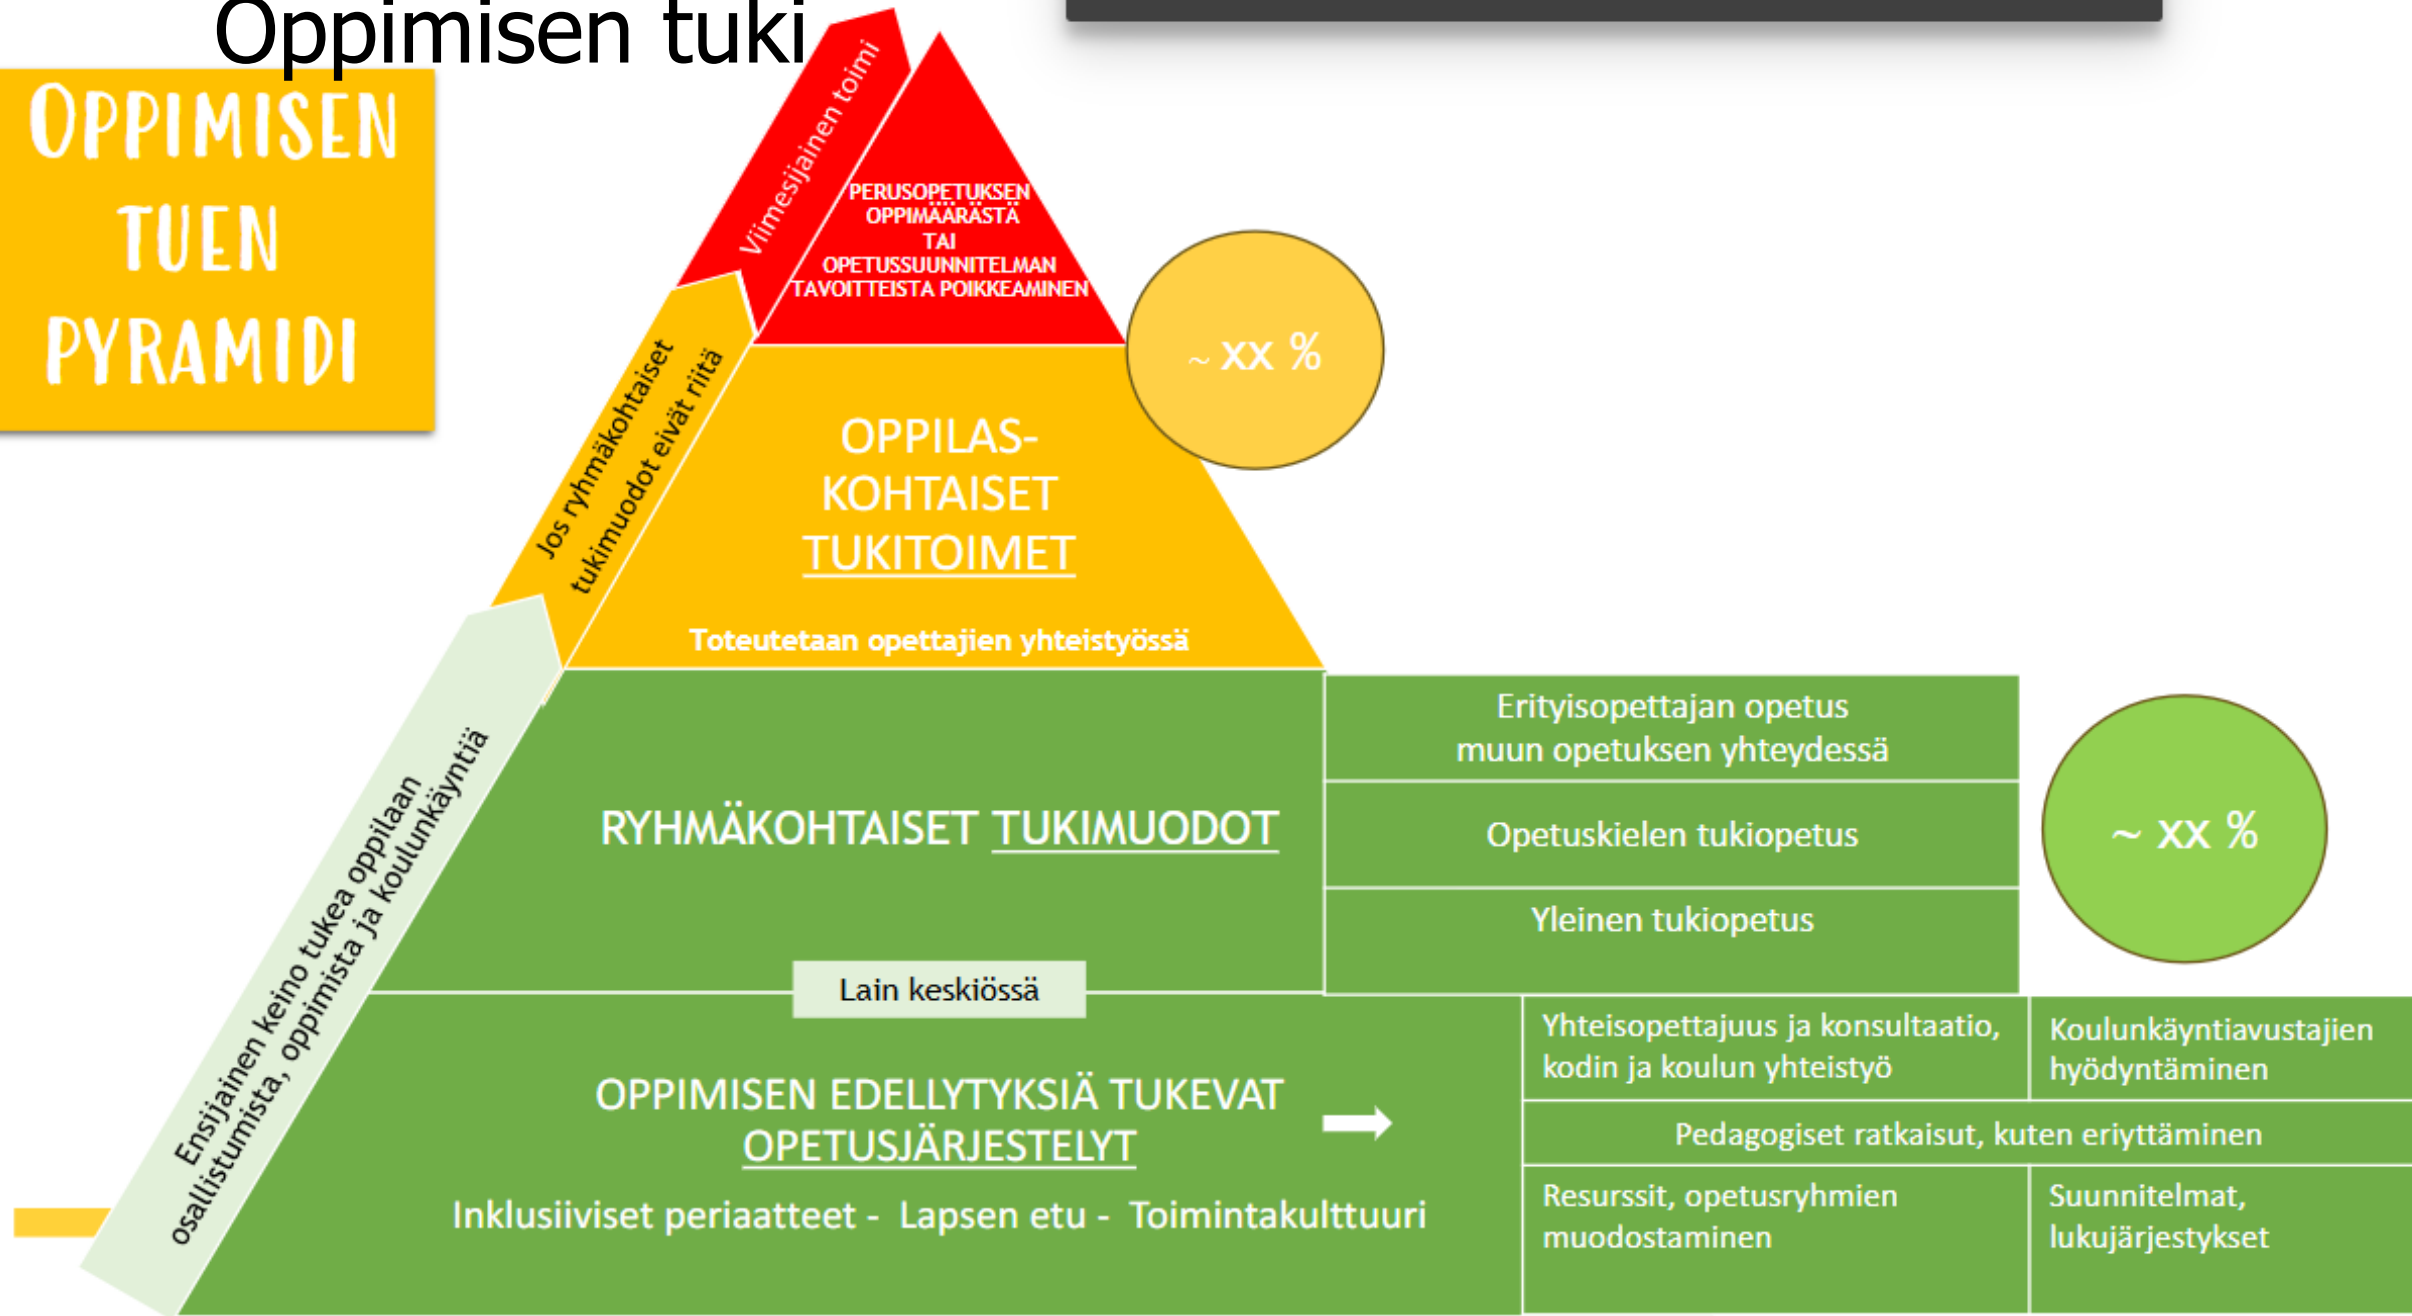 Oppimisen tuki
OPPIMISEN
TUEN
PYRAMIDI
Viimesijainen toimi
PERUSOPETUKSEN
OPPIMÄÄRÄSTÄ
TAI
OPETUSSUUNNITELMAN
TAVOITTEISTA POIKKEAMINEN
~ xx %
Jos ryhmäkohtaiset
tukimuodot eivät riitä
OPPILAS-
KOHTAISET
TUKITOIMET
Toteutetaan opettajien yhteistyössä
Ensijainen keino tukea oppilaan
osallistumista, oppimista ja koulunkäyntiä
RYHMÄKOHTAISET TUKIMUODOT
Erityisopettajan opetus
muun opetuksen yhteydessä
Opetuskielen tukiopetus
Yleinen tukiopetus
~ xx %
Lain keskiössä
OPPIMISEN EDELLYTYKSIÄ TUKEVAT
OPETUSJÄRJESTELYT
Inklusiiviset periaatteet - Lapsen etu - Toimintakulttuuri
Yhteisopettajuus ja konsultaatio,
kodin ja koulun yhteistyö
Koulunkäyntiavustajien
hyödyntäminen
Pedagogiset ratkaisut, kuten eriyttäminen
Resurssit, opetusryhmien
muodostaminen
Suunnitelmat,
lukujärjestykset